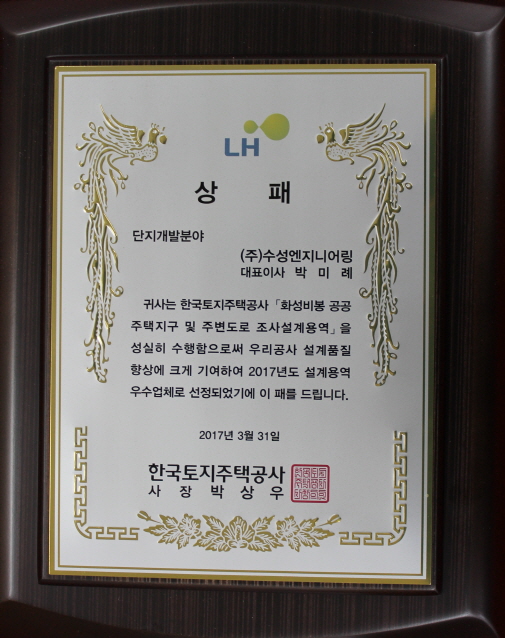 LH
상 패
단지개발분야
(주)수성엔지니어링
대표이사 박 미 례
귀사는 한국토지주택공사 「화성비봉 공공
주택지구 및 주변도로 조사설계용역」을
성실히 수행함으로써 우리공사 설계품질
향상에 크게 기여하여 2017년도 설계용역
우수업체로 선정되었기에 이 패를 드립니다.
2017년 3월 31일
한국토지주택공사
사 장 박 상 우